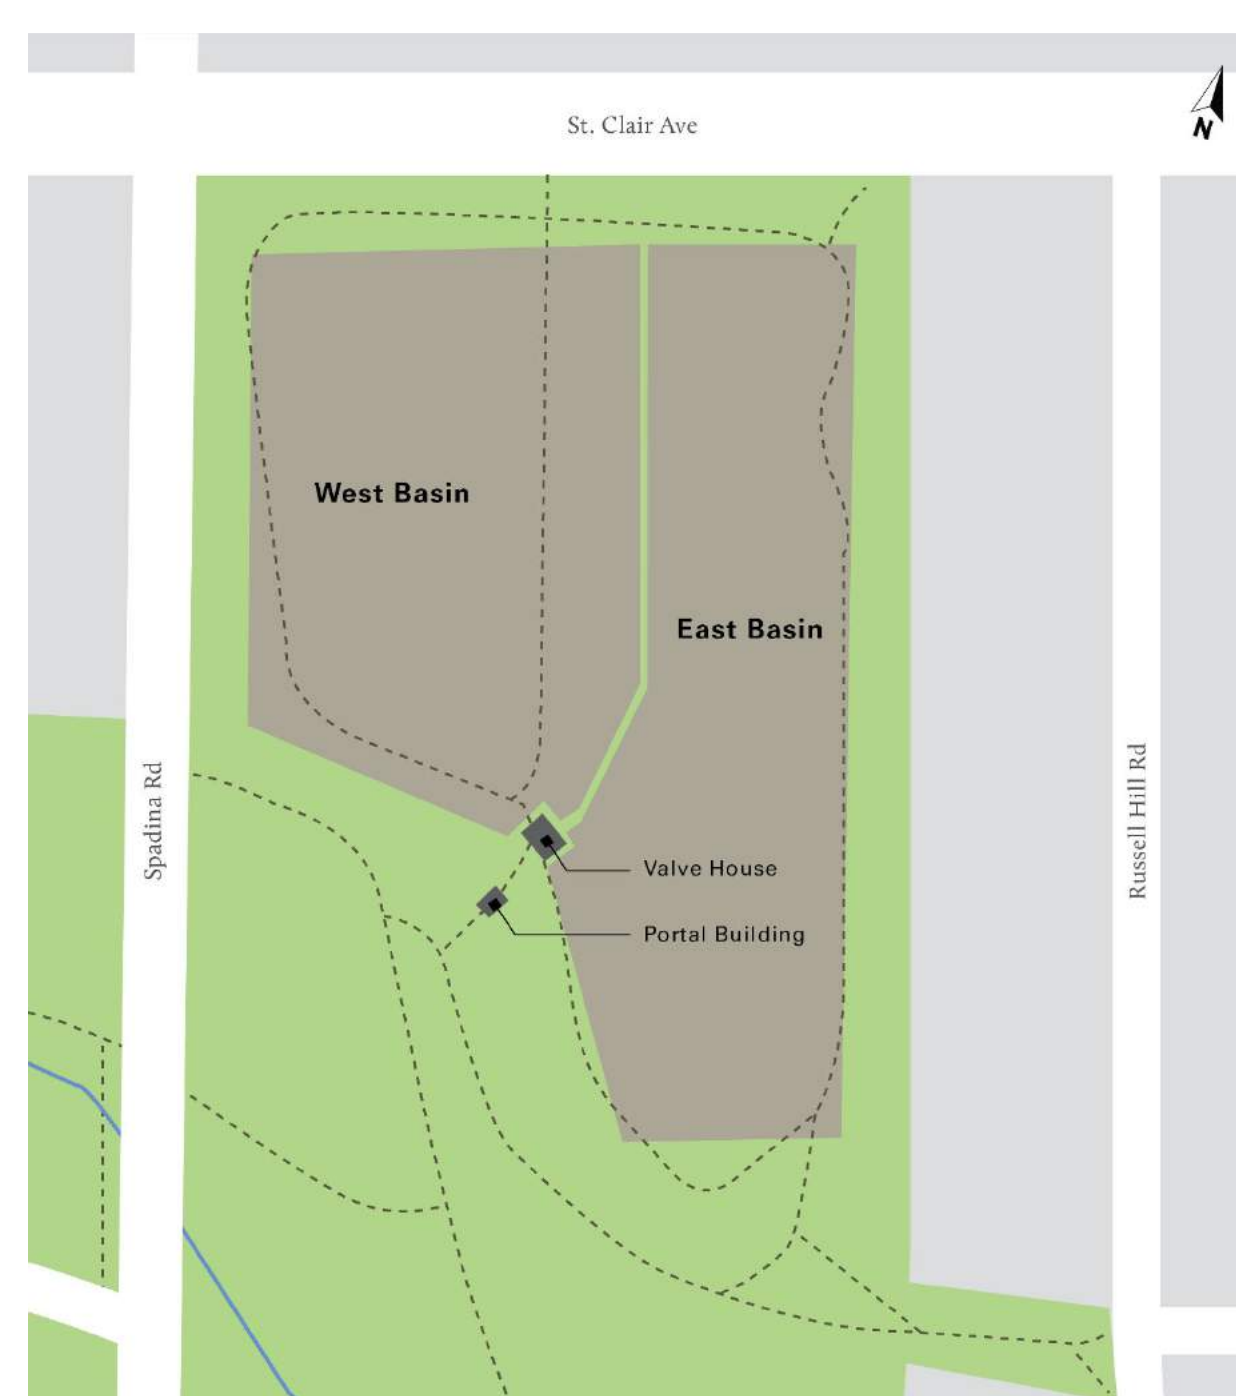 St. Clair Ave
N
West Basin
East Basin
Spadina Rd
Russell Hill Rd
Valve House
Portal Building